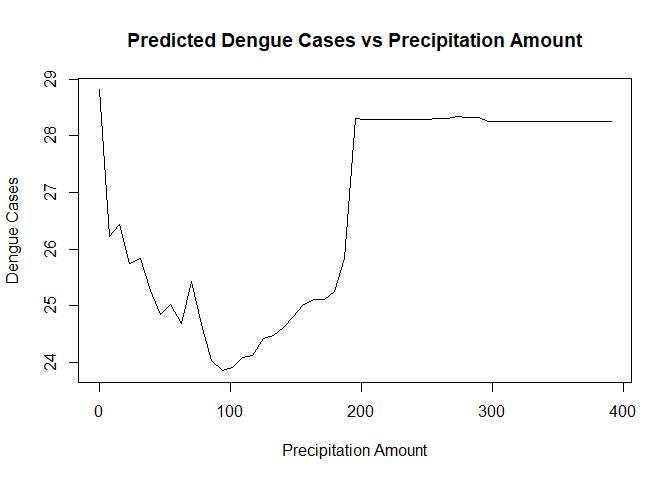 Predicted Dengue Cases vs Precipitation Amount
29
28
27
26
25
24
Dengue Cases
0 100 200 300 400
Precipitation Amount